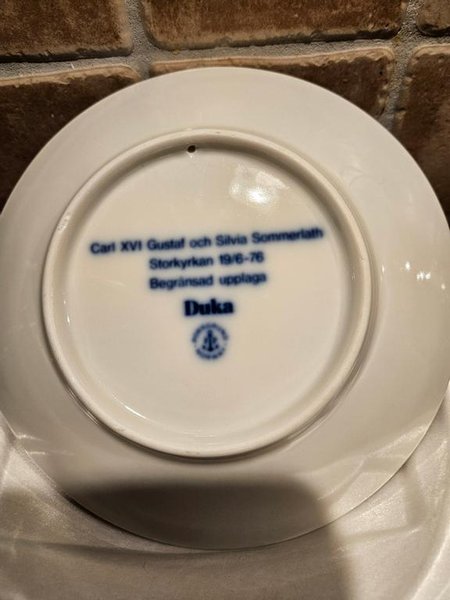 Carl XVI Gustaf och Silvia Sommerlath
Storkyrkan 19/6-76
Begränsad upplaga
Duka